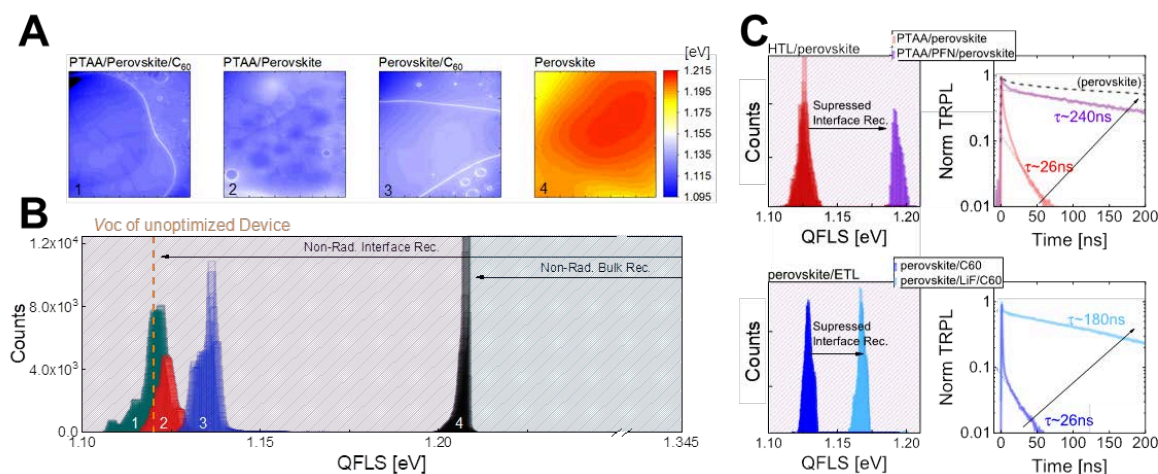 A
PTAA/Perovskite/C60
PTAA/Perovskite
Perovskite/C60
Perovskite
[eV]
1.215
1.195
1.175
1.155
1.135
1.115
1.095
1
2
3
4
B
Voc of unoptimized Device
1.2x10⁴
8.0x10³
4.0x10³
0.0
Counts
Non-Rad. Interface Rec.
Non-Rad. Bulk Rec.
1
2
3
4
1.10
1.15
1.20
1.345
QFLS [eV]
C
HTL/perovskite
PTAA/perovskite
PTAA/PFN/perovskite
Counts
Supressed
Interface Rec.
1.10
1.15
1.20
QFLS [eV]
Norm TRPL
1
0.1
0.01
(perovskite)
τ~240ns
τ~26ns
0
50
100
150
200
Time [ns]
perovskite/ETL
perovskite/C60
perovskite/LiF/C60
Counts
Supressed
Interface Rec.
1.10
1.15
1.20
QFLS [eV]
Norm TRPL
1
0.1
0.01
τ~180ns
τ~26ns
0
50
100
150
200
Time [ns]